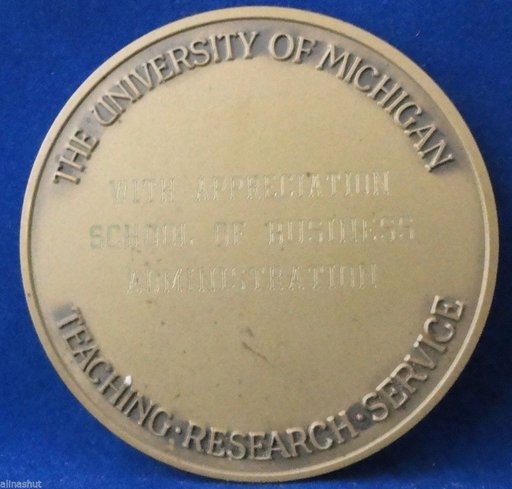 THE UNIVERSITY OF MICHIGAN
WITH APPRECIATION
SCHOOL OF BUSINESS
ADMINISTRATION
TEACHING·RESEARCH·SERVICE
alinashut